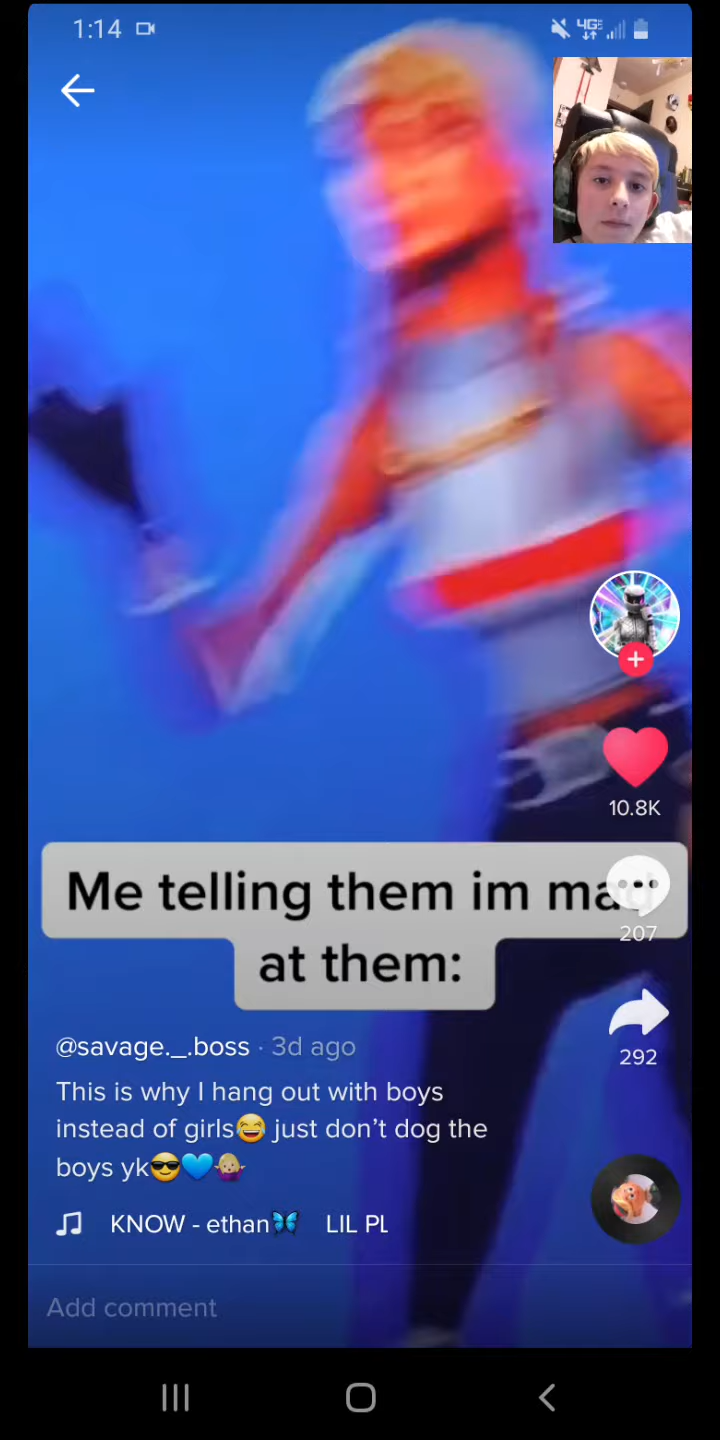 1:14
4GE
10.8K
Me telling them im mad
at them:
207
@savage._.boss · 3d ago
292
This is why I hang out with boys
instead of girls😂 just don’t dog the
boys yk😎💙🤷🏼‍♀️
KNOW - ethan🦋 LIL PL
Add comment